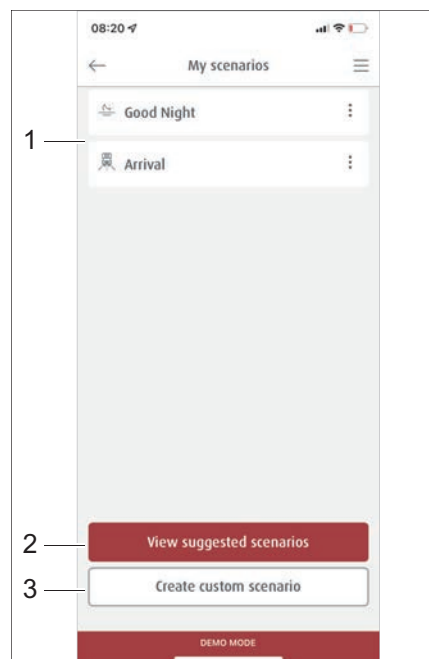 08:20
My scenarios
Good Night
1
Arrival
2
View suggested scenarios
3
Create custom scenario
DEMO MODE